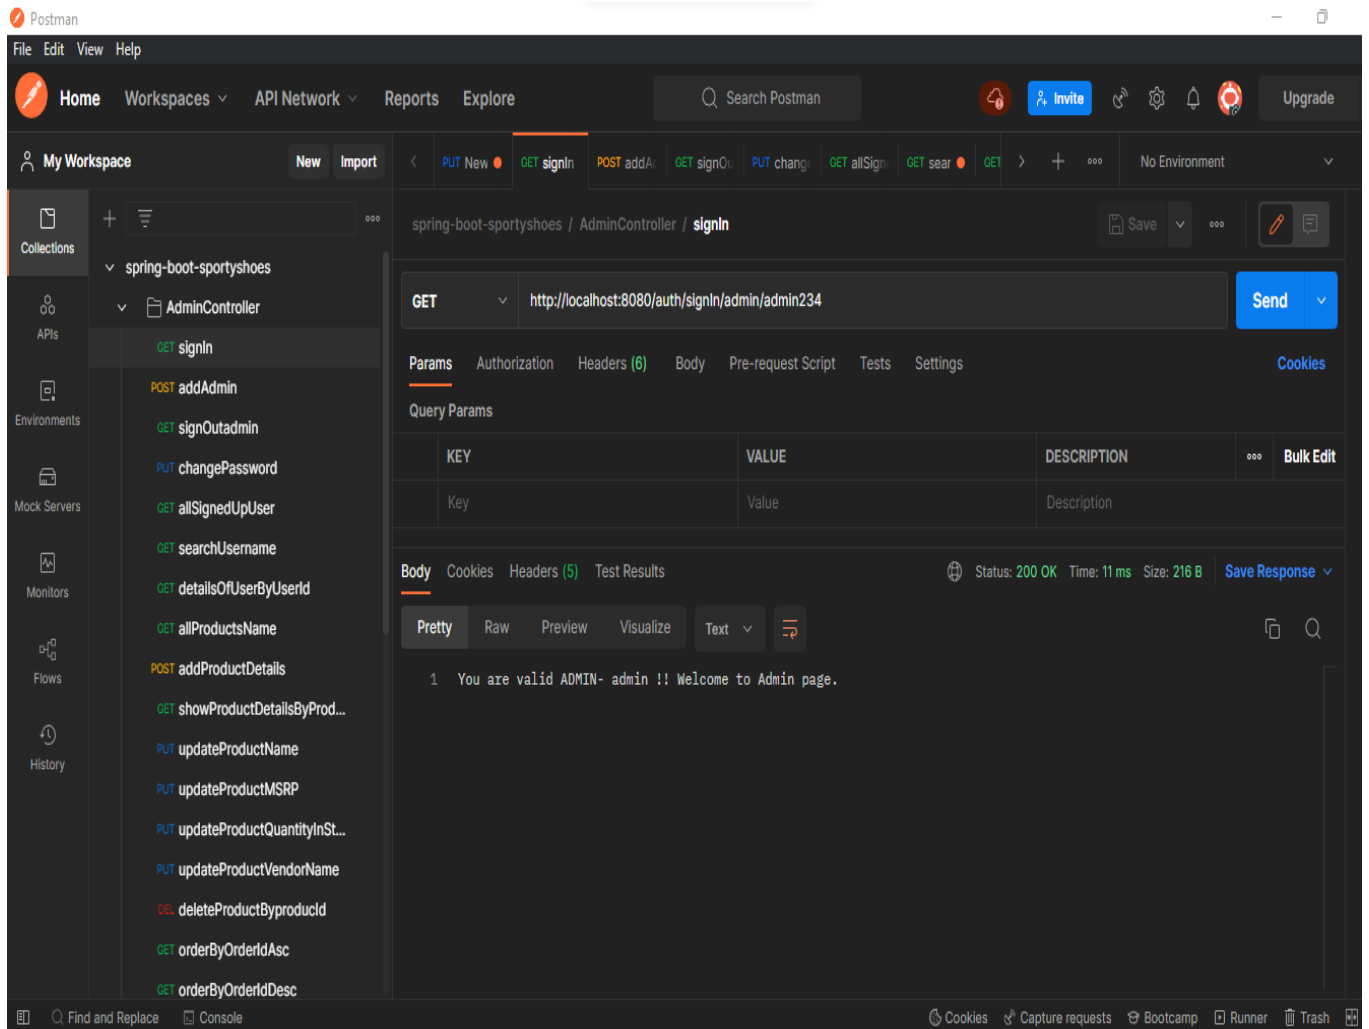 Postman
File Edit View Help
Home Workspaces API Network Reports Explore Search Postman Invite Upgrade
My Workspace New Import PUT New GET signIn POST addA GET signOu PUT chang GET allSign GET sear GET No Environment
Collections
APIs
Environments
Mock Servers
Monitors
Flows
History
spring-boot-sportyshoes
AdminController
GET signIn
POST addAdmin
GET signOutadmin
PUT changePassword
GET allSignedUpUser
GET searchUsername
GET detailsOfUserByUserId
GET allProductsName
POST addProductDetails
GET showProductDetailsByProd...
PUT updateProductName
PUT updateProductMSRP
PUT updateProductQuantityInSt...
PUT updateProductVendorName
DEL deleteProductByproducId
GET orderByOrderIdAsc
GET orderByOrderIdDesc
spring-boot-sportyshoes / AdminController / signIn Save
GET http://localhost:8080/auth/signIn/admin/admin234 Send
Params Authorization Headers (6) Body Pre-request Script Tests Settings Cookies
Query Params
KEY VALUE DESCRIPTION Bulk Edit
Key Value Description
Body Cookies Headers (5) Test Results Status: 200 OK Time: 11 ms Size: 216 B Save Response
Pretty Raw Preview Visualize Text
1 You are valid ADMIN- admin !! Welcome to Admin page.
Find and Replace Console Cookies Capture requests Bootcamp Runner Trash